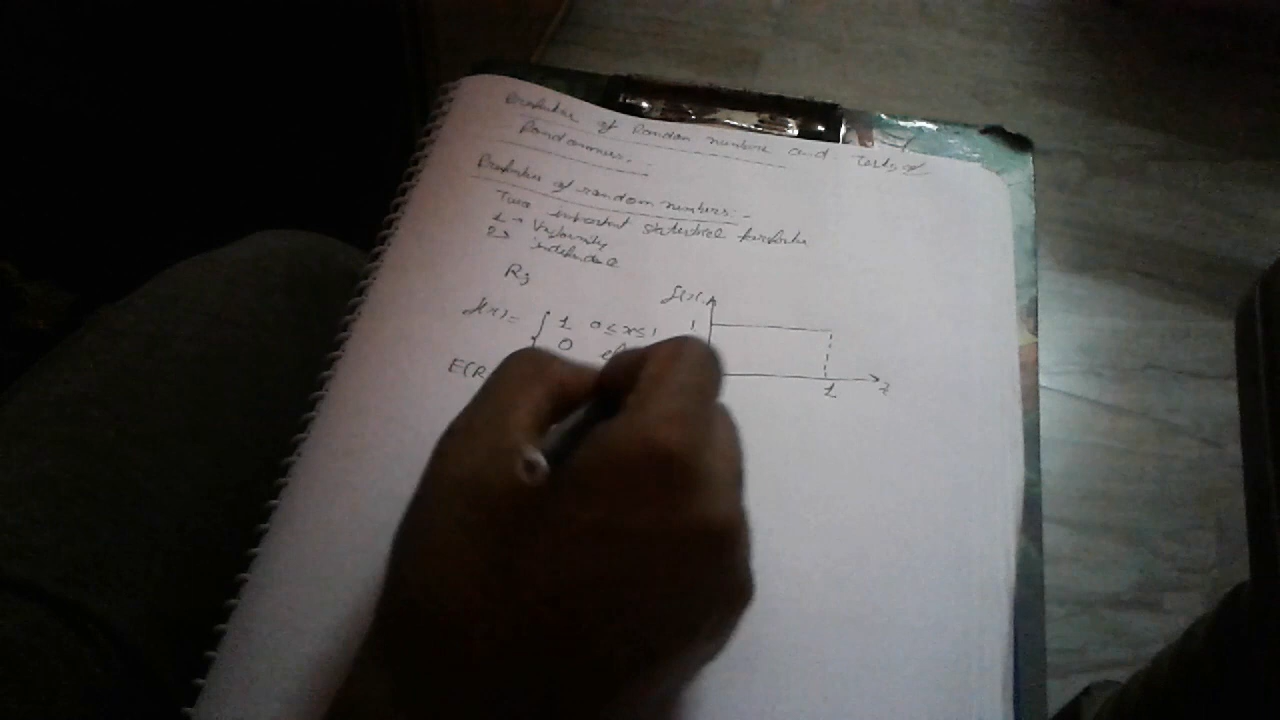 Properties of Random numbers and Tests of
Randomness.
Properties of random numbers:-
Two important statistical properties
1 → Uniformity
2→ independence
Ri
f(x) = { 1 0≤x≤1
0
E(R
f(x)
1
1 x